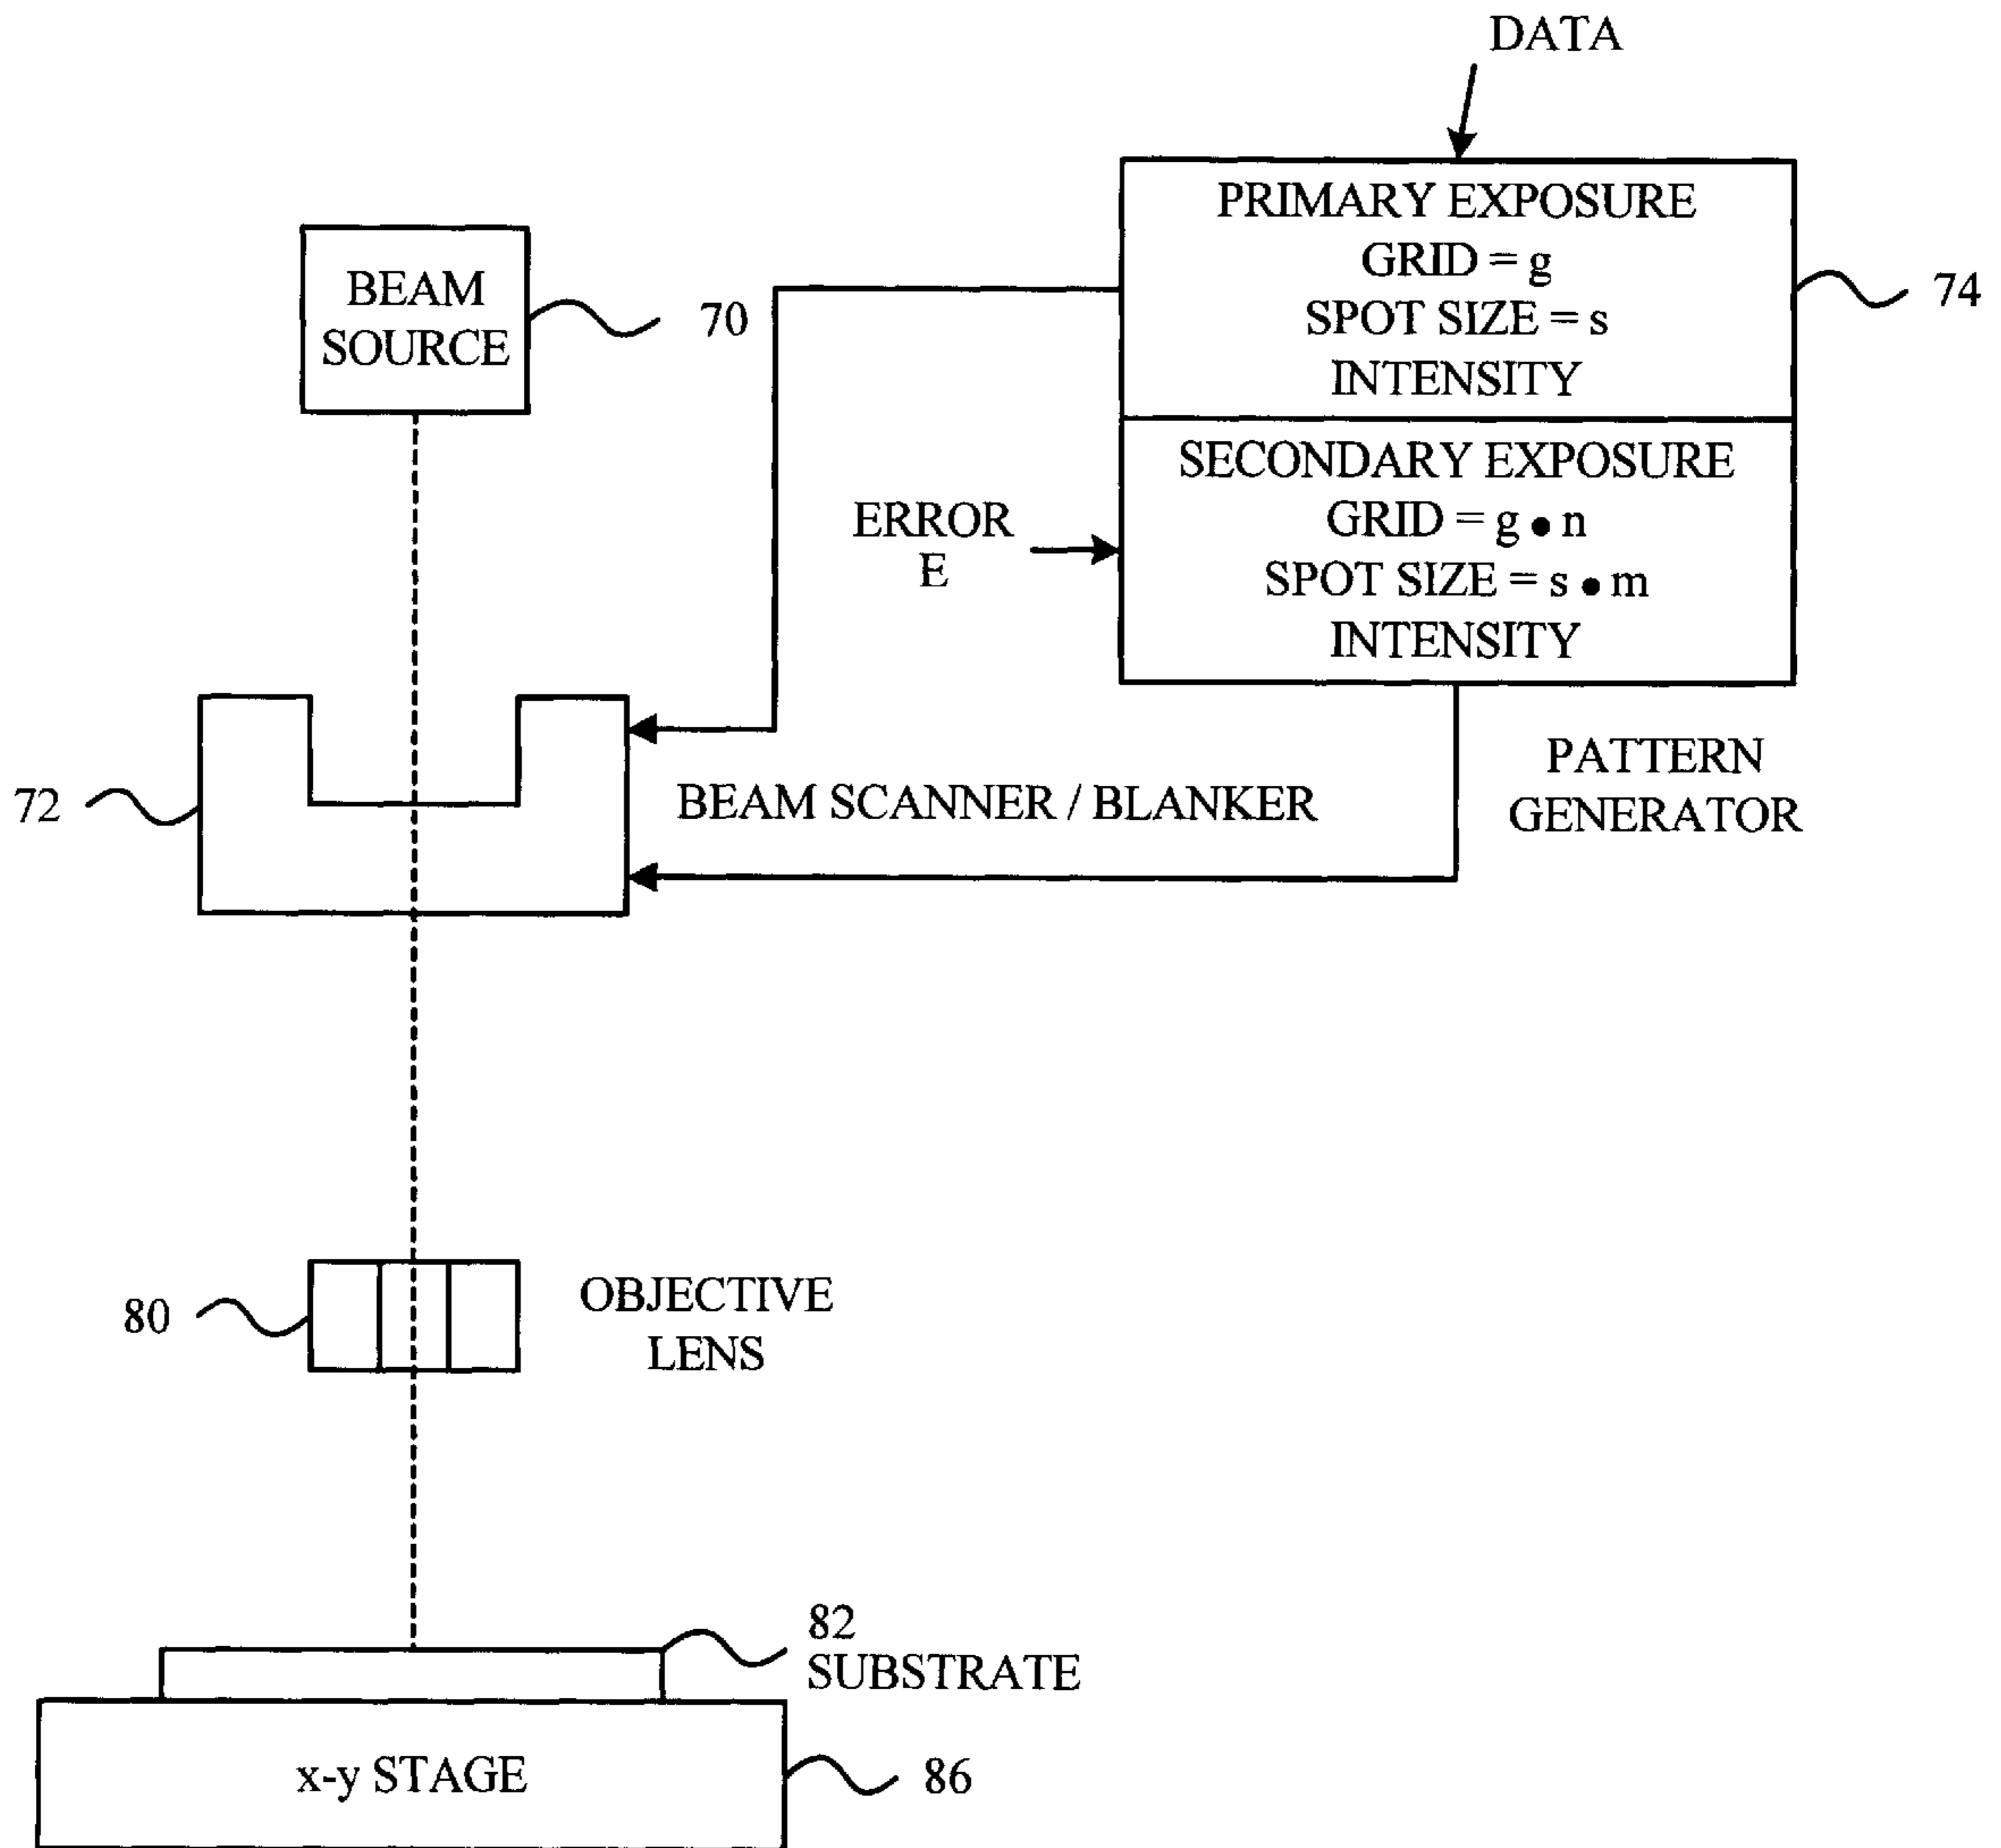 DATA
PRIMARY EXPOSURE
GRID = g
SPOT SIZE = s
INTENSITY
74
BEAM
SOURCE
70
SECONDARY EXPOSURE
GRID = g • n
SPOT SIZE = s • m
INTENSITY
ERROR
E
PATTERN
GENERATOR
72
BEAM SCANNER / BLANKER
80
OBJECTIVE
LENS
82
SUBSTRATE
x-y STAGE
86